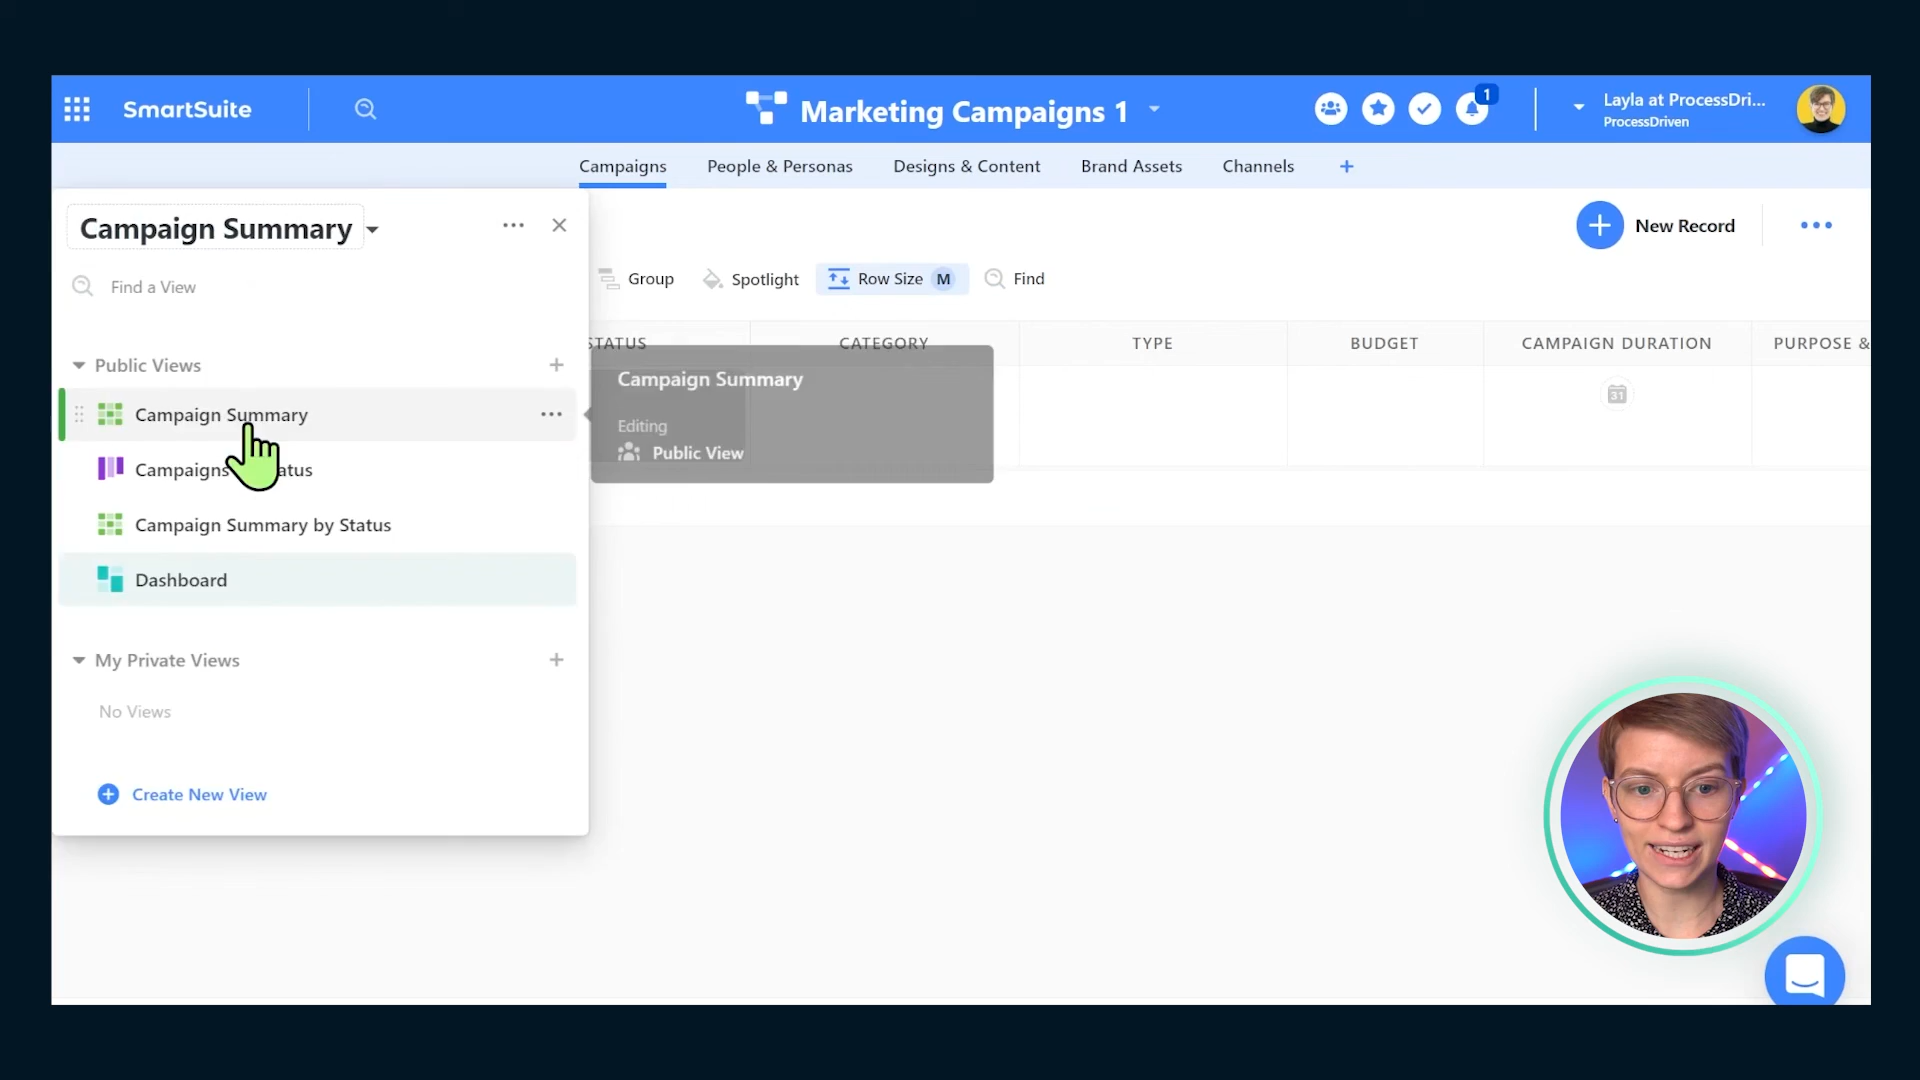 SmartSuite
Marketing Campaigns 1
1
Layla at ProcessDri...
ProcessDriven
Campaigns
People & Personas
Designs & Content
Brand Assets
Channels
Campaign Summary
New Record
Find a View
Group
Spotlight
Row Size M
Find
STATUS
CATEGORY
TYPE
BUDGET
CAMPAIGN DURATION
PURPOSE &
Public Views
Campaign Summary
Campaigns atus
Campaign Summary by Status
Dashboard
Campaign Summary
Editing
Public View
31
My Private Views
No Views
Create New View